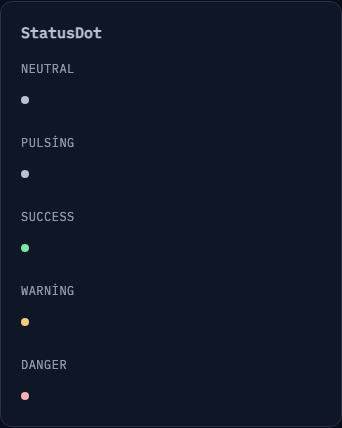 StatusDot
NEUTRAL
PULSİNG
SUCCESS
WARNİNG
DANGER